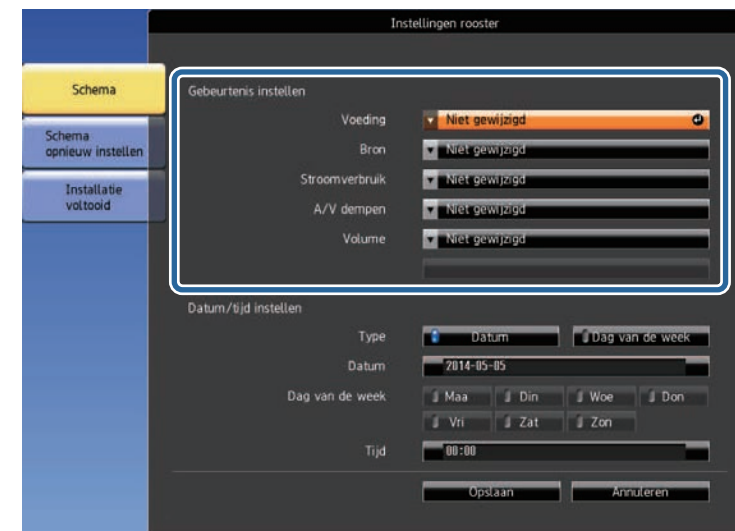 Instellingen rooster
Schema
Schema
opnieuw instellen
Installatie
voltooid
Gebeurtenis instellen
Voeding Niet gewijzigd
Bron Niet gewijzigd
Stroomverbruik Niet gewijzigd
A/V dempen Niet gewijzigd
Volume Niet gewijzigd
Datum/tijd instellen
Type Datum Dag van de week
Datum 2014-05-05
Dag van de week Maa Din Woe Don
Vri Zat Zon
Tijd 00:00
Opslaan Annuleren